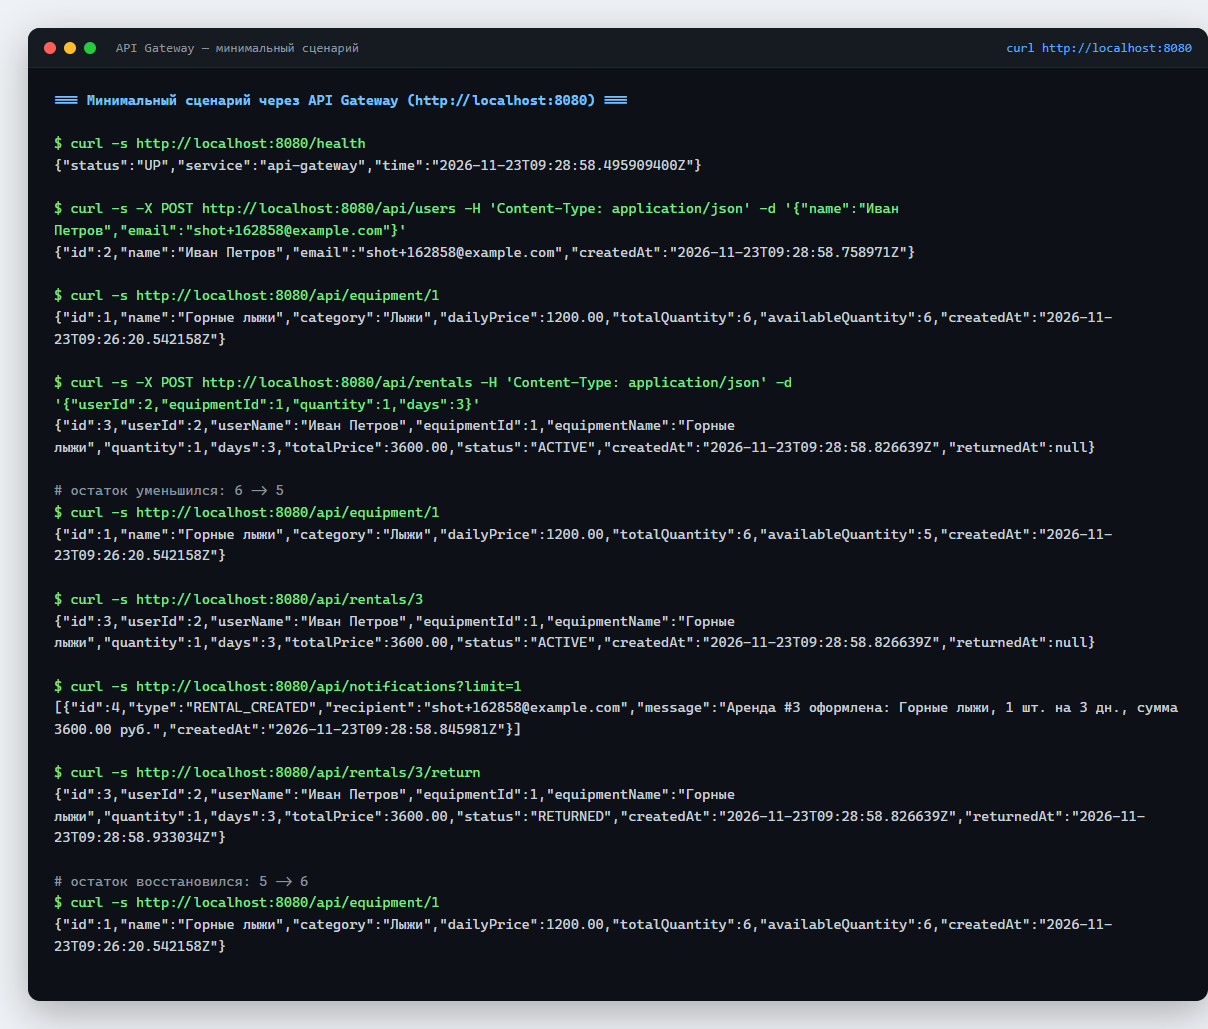 API Gateway — минимальный сценарий
curl http://localhost:8080
=== Минимальный сценарий через API Gateway (http://localhost:8080) ===
$ curl -s http://localhost:8080/health
{"status":"UP","service":"api-gateway","time":"2026-11-23T09:28:58.495909400Z"}
$ curl -s -X POST http://localhost:8080/api/users -H 'Content-Type: application/json' -d '{"name":"Иван
Петров","email":"shot+162858@example.com"}'
{"id":2,"name":"Иван Петров","email":"shot+162858@example.com","createdAt":"2026-11-23T09:28:58.758971Z"}
$ curl -s http://localhost:8080/api/equipment/1
{"id":1,"name":"Горные лыжи","category":"Лыжи","dailyPrice":1200.00,"totalQuantity":6,"availableQuantity":6,"createdAt":"2026-11-
23T09:26:20.542158Z"}
$ curl -s -X POST http://localhost:8080/api/rentals -H 'Content-Type: application/json' -d
'{"userId":2,"equipmentId":1,"quantity":1,"days":3}'
{"id":3,"userId":2,"userName":"Иван Петров","equipmentId":1,"equipmentName":"Горные
лыжи","quantity":1,"days":3,"totalPrice":3600.00,"status":"ACTIVE","createdAt":"2026-11-23T09:28:58.826639Z","returnedAt":null}
# остаток уменьшился: 6 —> 5
$ curl -s http://localhost:8080/api/equipment/1
{"id":1,"name":"Горные лыжи","category":"Лыжи","dailyPrice":1200.00,"totalQuantity":6,"availableQuantity":5,"createdAt":"2026-11-
23T09:26:20.542158Z"}
$ curl -s http://localhost:8080/api/rentals/3
{"id":3,"userId":2,"userName":"Иван Петров","equipmentId":1,"equipmentName":"Горные
лыжи","quantity":1,"days":3,"totalPrice":3600.00,"status":"ACTIVE","createdAt":"2026-11-23T09:28:58.826639Z","returnedAt":null}
$ curl -s http://localhost:8080/api/notifications?limit=1
[{"id":4,"type":"RENTAL_CREATED","recipient":"shot+162858@example.com","message":"Аренда #3 оформлена: Горные лыжи, 1 шт. на 3 дн., сумма
3600.00 руб.","createdAt":"2026-11-23T09:28:58.845981Z"}]
$ curl -s http://localhost:8080/api/rentals/3/return
{"id":3,"userId":2,"userName":"Иван Петров","equipmentId":1,"equipmentName":"Горные
лыжи","quantity":1,"days":3,"totalPrice":3600.00,"status":"RETURNED","createdAt":"2026-11-23T09:28:58.826639Z","returnedAt":"2026-11-
23T09:28:58.933034Z"}
# остаток восстановился: 5 —> 6
$ curl -s http://localhost:8080/api/equipment/1
{"id":1,"name":"Горные лыжи","category":"Лыжи","dailyPrice":1200.00,"totalQuantity":6,"availableQuantity":6,"createdAt":"2026-11-
23T09:26:20.542158Z"}